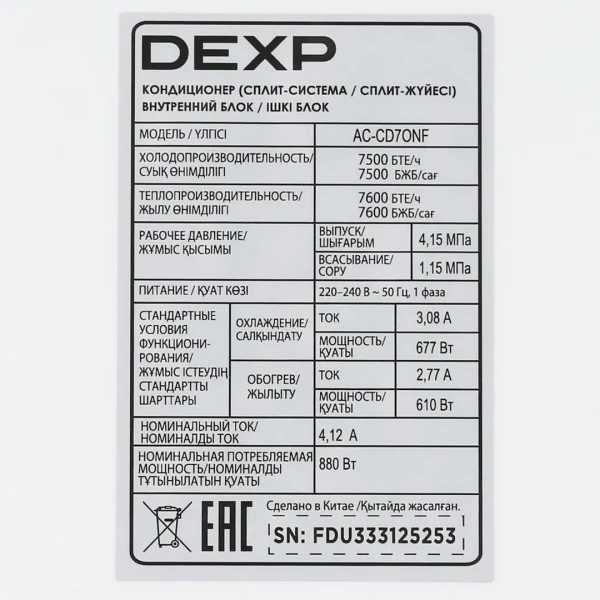 DEXP
КОНДИЦИОНЕР (СПЛИТ-СИСТЕМА / СПЛИТ-ЖҮЙЕСІ)
ВНУТРЕННИЙ БЛОК / ІШКІ БЛОК
МОДЕЛЬ / ҮЛГІСІ
AC-CD7ONF
ХОЛОДОПРОИЗВОДИТЕЛЬНОСТЬ/
СУЫҚ ӨНІМДІЛІГІ
7500 БТЕ/ч
7500 БЖБ/сағ
ТЕПЛОПРОИЗВОДИТЕЛЬНОСТЬ/
ЖЫЛУ ӨНІМДІЛІГІ
7600 БТЕ/ч
7600 БЖБ/сағ
РАБОЧЕЕ ДАВЛЕНИЕ/
ЖҰМЫС ҚЫСЫМЫ
ВЫПУСК/
ШЫҒАРЫМ
4,15 МПа
ВСАСЫВАНИЕ/
СОРУ
1,15 МПа
ПИТАНИЕ / ҚУАТ КӨЗІ
220–240 В ~ 50 Гц, 1 фаза
СТАНДАРТНЫЕ
УСЛОВИЯ
ФУНКЦИОНИ-
РОВАНИЯ/
ЖҰМЫС ІСТЕУДІҢ
СТАНДАРТТЫ
ШАРТТАРЫ
ОХЛАЖДЕНИЕ/
САЛҚЫНДАТУ
ТОК
3,08 А
МОЩНОСТЬ/
ҚУАТЫ
677 Вт
ОБОГРЕВ/
ЖЫЛЫТУ
ТОК
2,77 А
МОЩНОСТЬ/
ҚУАТЫ
610 Вт
НОМИНАЛЬНЫЙ ТОК/
НОМИНАЛДЫ ТОК
4,12 А
НОМИНАЛЬНАЯ ПОТРЕБЛЯЕМАЯ
МОЩНОСТЬ/НОМИНАЛДЫ
ТҰТЫНЫЛАТЫН ҚУАТЫ
880 Вт
EAC
Сделано в Китае /Қытайда жасалған.
SN: FDU333125253